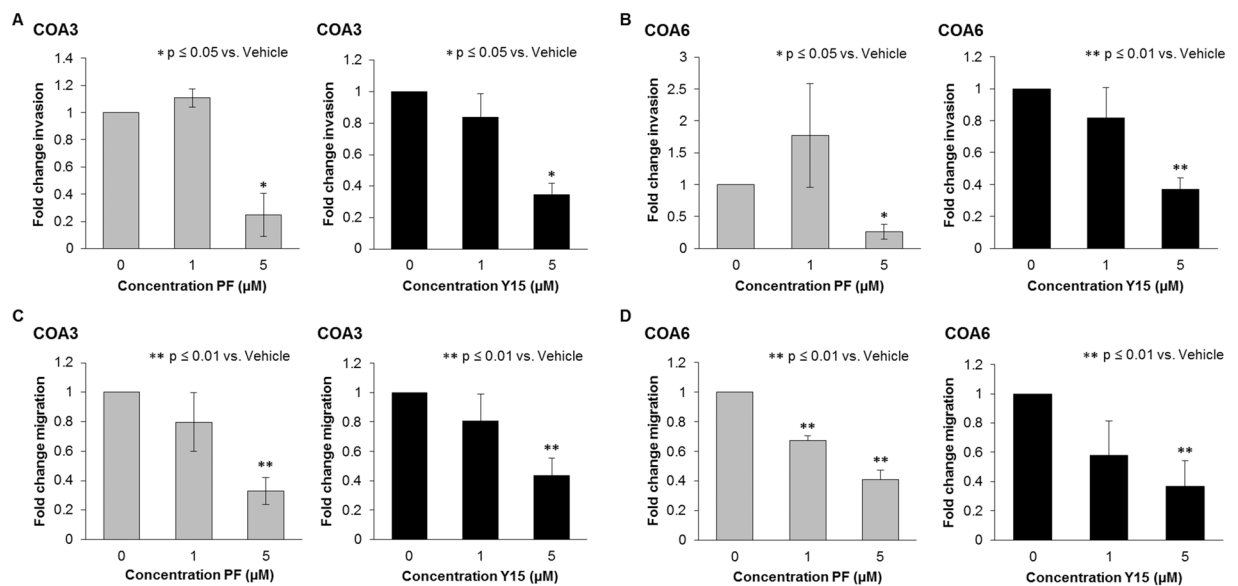 A
COA3
* p ≤ 0.05 vs. Vehicle
Fold change invasion
1.4
1.2
1
0.8
0.6
0.4
0.2
0
*
0 1 5
Concentration PF (µM)
COA3
* p ≤ 0.05 vs. Vehicle
Fold change invasion
1.2
1
0.8
0.6
0.4
0.2
0
*
0 1 5
Concentration Y15 (µM)
B
COA6
* p ≤ 0.05 vs. Vehicle
Fold change invasion
3
2.5
2
1.5
1
0.5
0
*
0 1 5
Concentration PF (µM)
COA6
** p ≤ 0.01 vs. Vehicle
Fold change invasion
1.2
1
0.8
0.6
0.4
0.2
0
**
0 1 5
Concentration Y15 (µM)
C
COA3
** p ≤ 0.01 vs. Vehicle
Fold change migration
1.2
1
0.8
0.6
0.4
0.2
0
**
0 1 5
Concentration PF (µM)
COA3
** p ≤ 0.01 vs. Vehicle
Fold change migration
1.2
1
0.8
0.6
0.4
0.2
0
**
0 1 5
Concentration Y15 (µM)
D
COA6
** p ≤ 0.01 vs. Vehicle
Fold change migration
1.2
1
0.8
0.6
0.4
0.2
0
**
**
0 1 5
Concentration PF (µM)
COA6
** p ≤ 0.01 vs. Vehicle
Fold change migration
1.2
1
0.8
0.6
0.4
0.2
0
**
0 1 5
Concentration Y15 (µM)